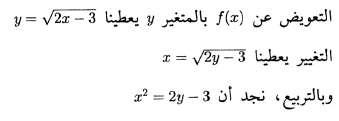 التعويض عن f(x) بالمتغير y يعطينا y = √(2x − 3)
التغيير يعطينا x = √(2y − 3)
وبالتربيع، نجد أن x² = 2y − 3